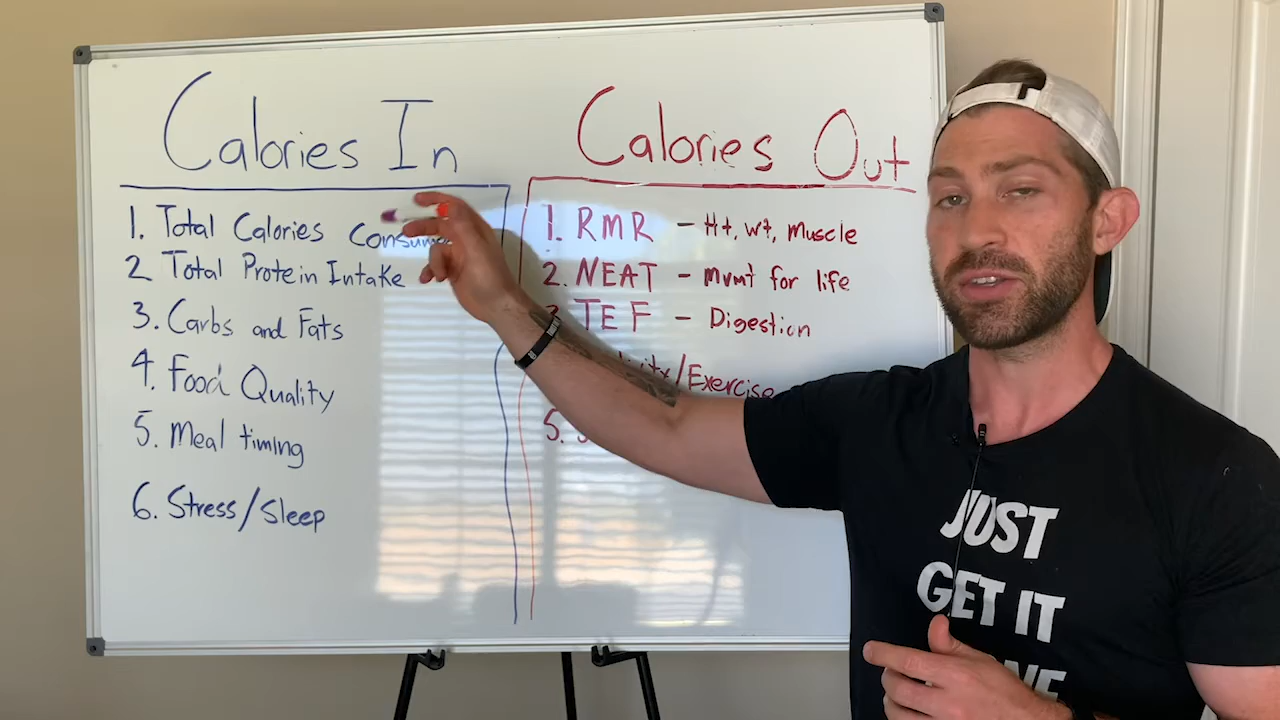 Calories In
1. Total Calories
2 Total Protein Intake
3. Carbs and Fats
4. Food Quality
5. Meal timing
6. Stress/Sleep
Calories Out
1. RMR - Ht, wt, Muscle
2. NEAT - mvmt for life
TEF - Digestion
/Exercise
5.
JUST
GET IT